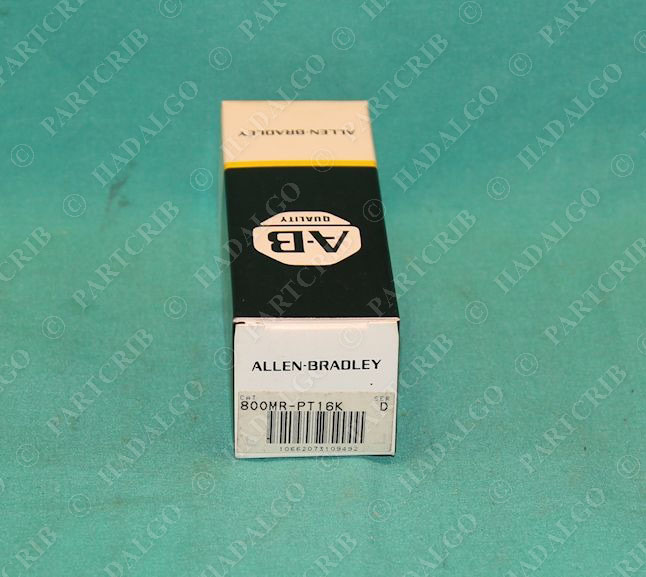 ALLEN-BRADLEY
A-B
QUALITY
ALLEN-BRADLEY
CAT
SER
800MR-PT16K
D
10662073109492
© PARTCRIB
© HADALGO